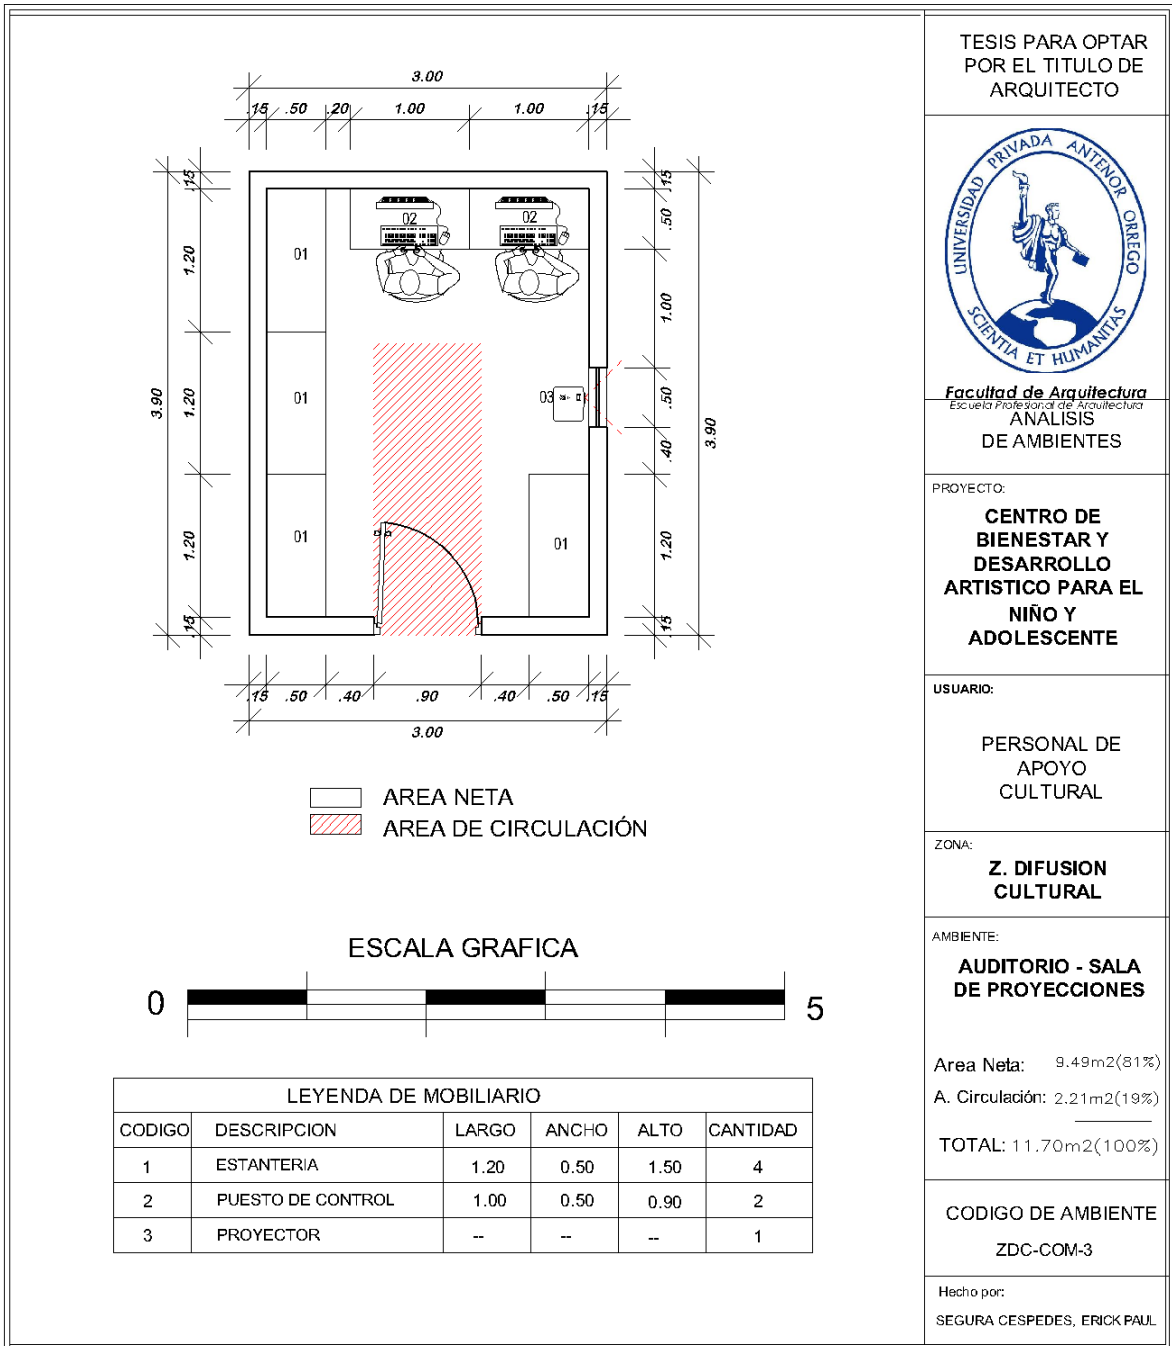 3.00
.15 .50 .20 1.00 1.00 .15
.15
1.20
1.20
1.20
.15
3.90
.15
.50
1.00
.50
.40
1.20
.15
3.90
02 02
01
01
03
01
01
.15 .50 .40 .90 .40 .50 .15
3.00
AREA NETA
AREA DE CIRCULACIÓN
ESCALA GRAFICA
0 5
LEYENDA DE MOBILIARIO
CODIGO DESCRIPCION LARGO ANCHO ALTO CANTIDAD
1 ESTANTERIA 1.20 0.50 1.50 4
2 PUESTO DE CONTROL 1.00 0.50 0.90 2
3 PROYECTOR -- -- -- 1
TESIS PARA OPTAR
POR EL TITULO DE
ARQUITECTO
UNIVERSIDAD PRIVADA ANTENOR ORREGO
SCIENTIA ET HUMANITAS
Facultad de Arquitectura
Escuela Profesional de Arquitectura
ANALISIS
DE AMBIENTES
PROYECTO:
CENTRO DE
BIENESTAR Y
DESARROLLO
ARTISTICO PARA EL
NIÑO Y
ADOLESCENTE
USUARIO:
PERSONAL DE
APOYO
CULTURAL
ZONA:
Z. DIFUSION
CULTURAL
AMBIENTE:
AUDITORIO - SALA
DE PROYECCIONES
Area Neta: 9.49m2(81%)
A. Circulación: 2.21m2(19%)
TOTAL: 11.70m2(100%)
CODIGO DE AMBIENTE
ZDC-COM-3
Hecho por:
SEGURA CESPEDES, ERICK PAUL